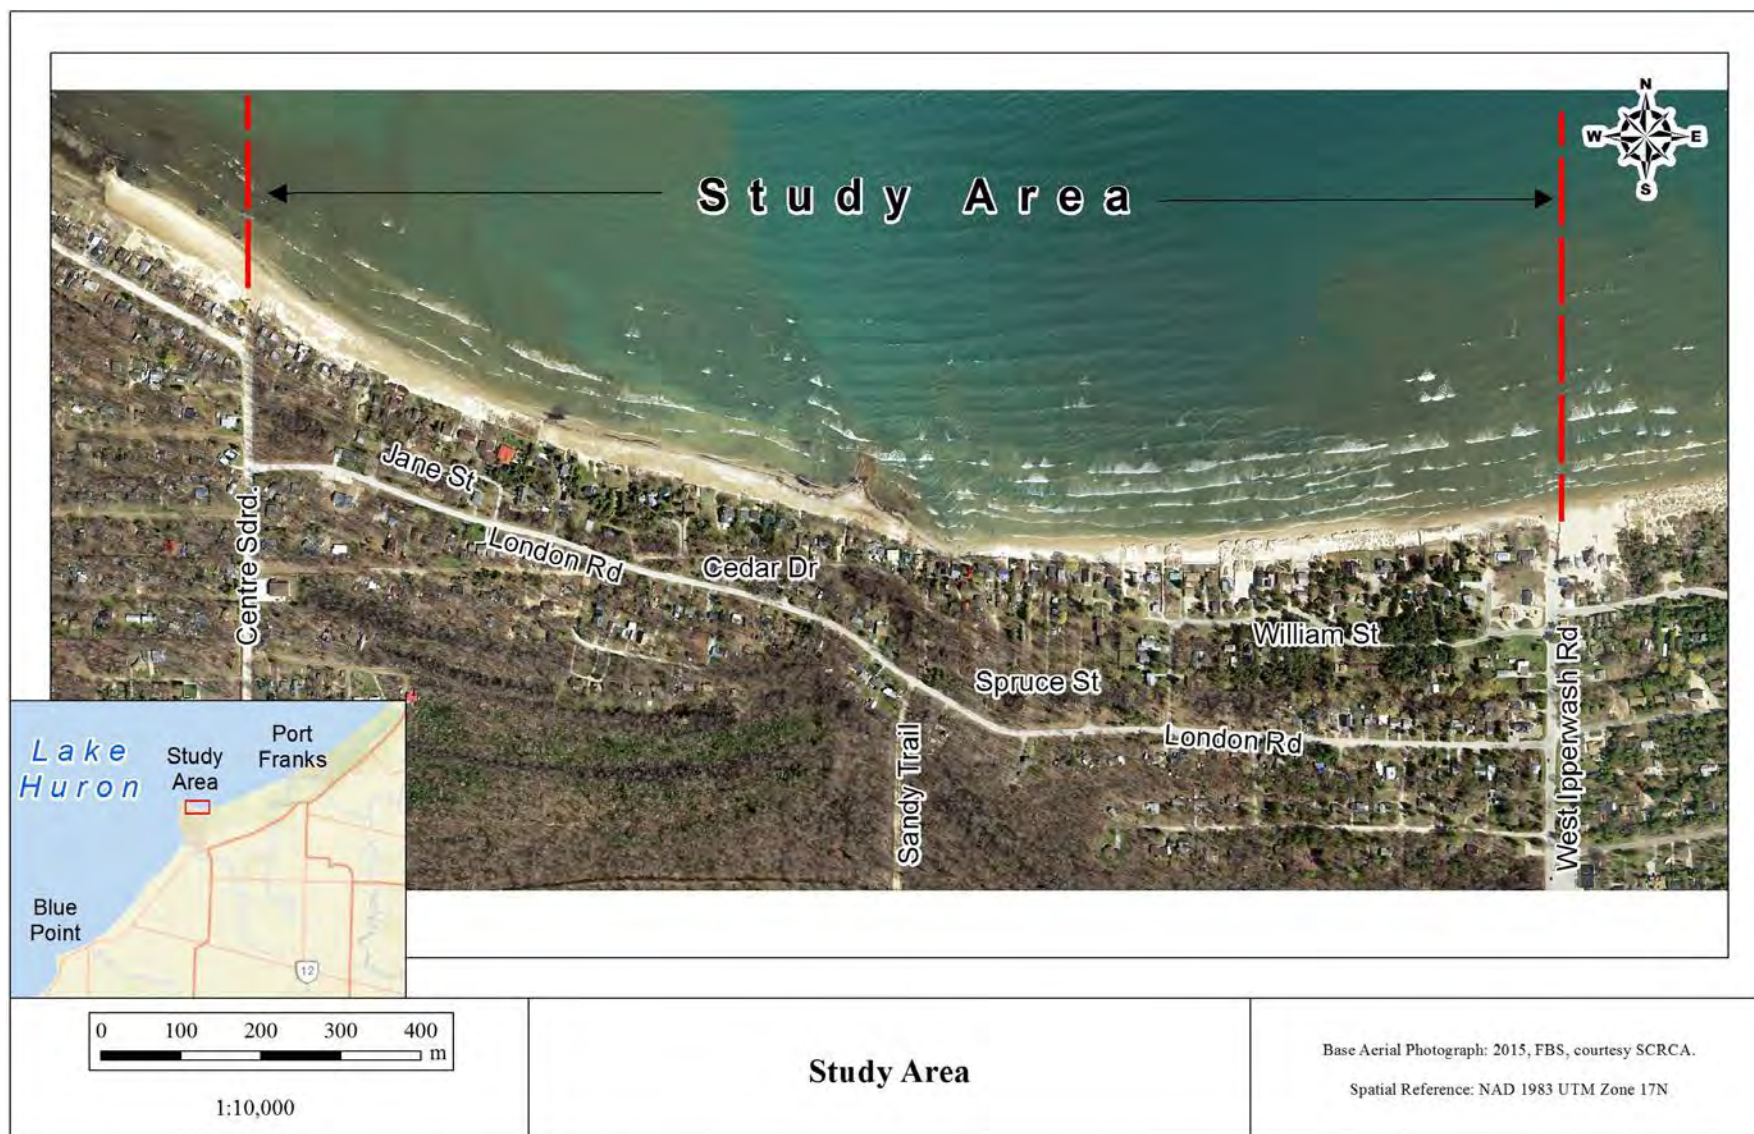 N
W E
S
Study Area
Jane St
London Rd
Cedar Dr
Centre Sdrd.
William St
Spruce St
London Rd
Sandy Trail
West Ipperwash Rd
Lake
Huron
Study
Area
Port
Franks
Blue
Point
12
0 100 200 300 400
m
1:10,000
Study Area
Base Aerial Photograph: 2015, FBS, courtesy SCRCA.
Spatial Reference: NAD 1983 UTM Zone 17N